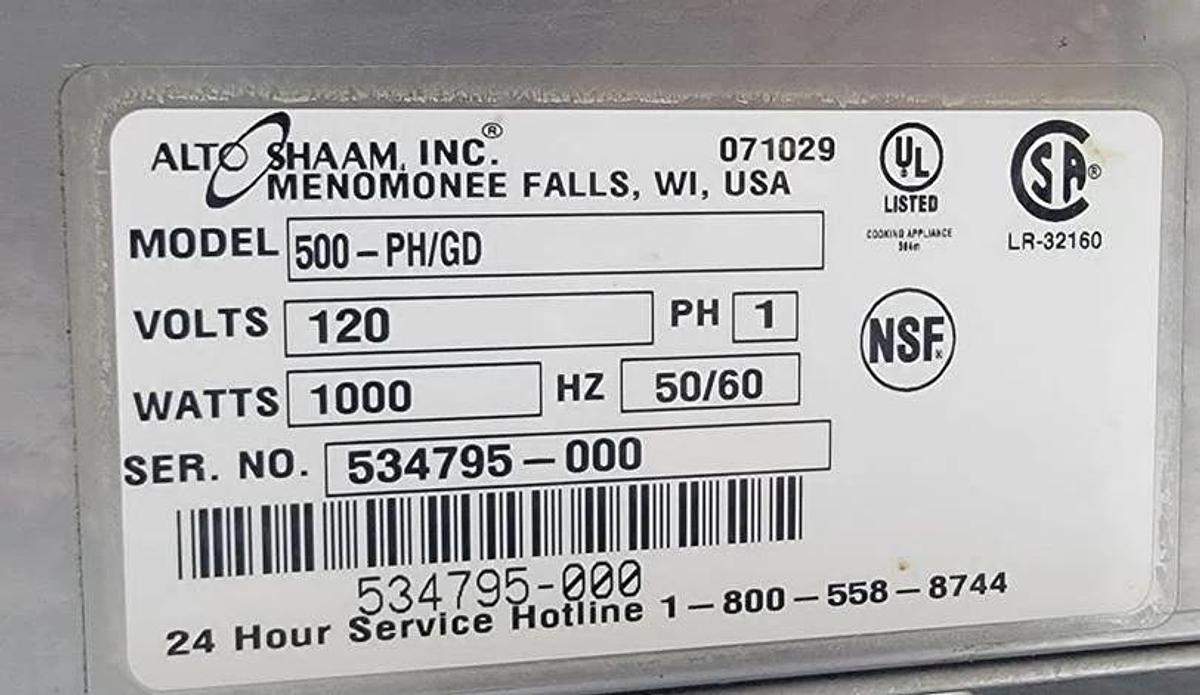 ALTO SHAAM, INC.® 071029
MENOMONEE FALLS, WI, USA
UL
LISTED
COOKING APPLIANCE
SA®
LR-32160
MODEL 500-PH/GD
VOLTS 120 PH 1
NSF®
WATTS 1000 HZ 50/60
SER. NO. 534795-000
534795-000
24 Hour Service Hotline 1-800-558-8744